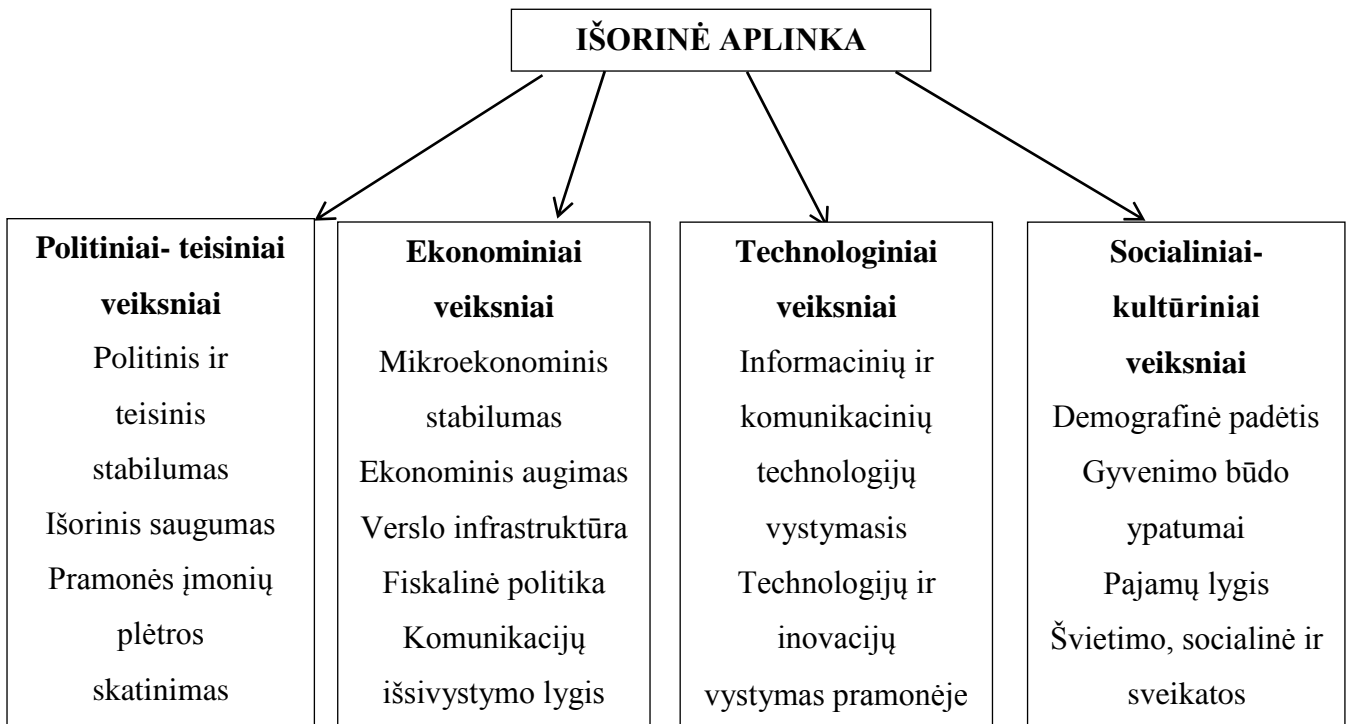 IŠORINĖ APLINKA
Politiniai- teisiniai
veiksniai
Politinis ir
teisinis
stabilumas
Išorinis saugumas
Pramonės įmonių
plėtros
skatinimas
Ekonominiai
veiksniai
Mikroekonominis
stabilumas
Ekonominis augimas
Verslo infrastruktūra
Fiskalinė politika
Komunikacijų
išsivystymo lygis
Technologiniai
veiksniai
Informacinių ir
komunikacinių
technologijų
vystymasis
Technologijų ir
inovacijų
vystymas pramonėje
Socialiniai-
kultūriniai
veiksniai
Demografinė padėtis
Gyvenimo būdo
ypatumai
Pajamų lygis
Švietimo, socialinė ir
sveikatos